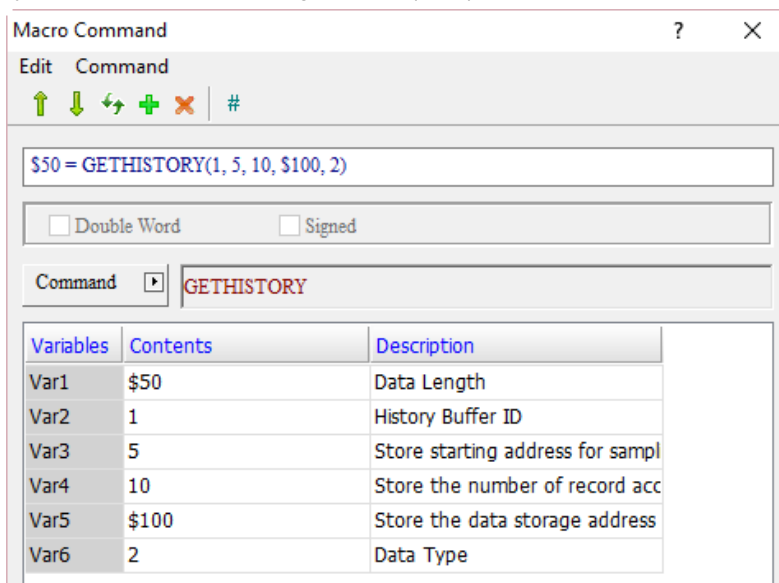 Macro Command ? ×
Edit Command
#
$50 = GETHISTORY(1, 5, 10, $100, 2)
Double Word Signed
Command GETHISTORY
Variables Contents Description
Var1 $50 Data Length
Var2 1 History Buffer ID
Var3 5 Store starting address for sampl
Var4 10 Store the number of record acc
Var5 $100 Store the data storage address
Var6 2 Data Type